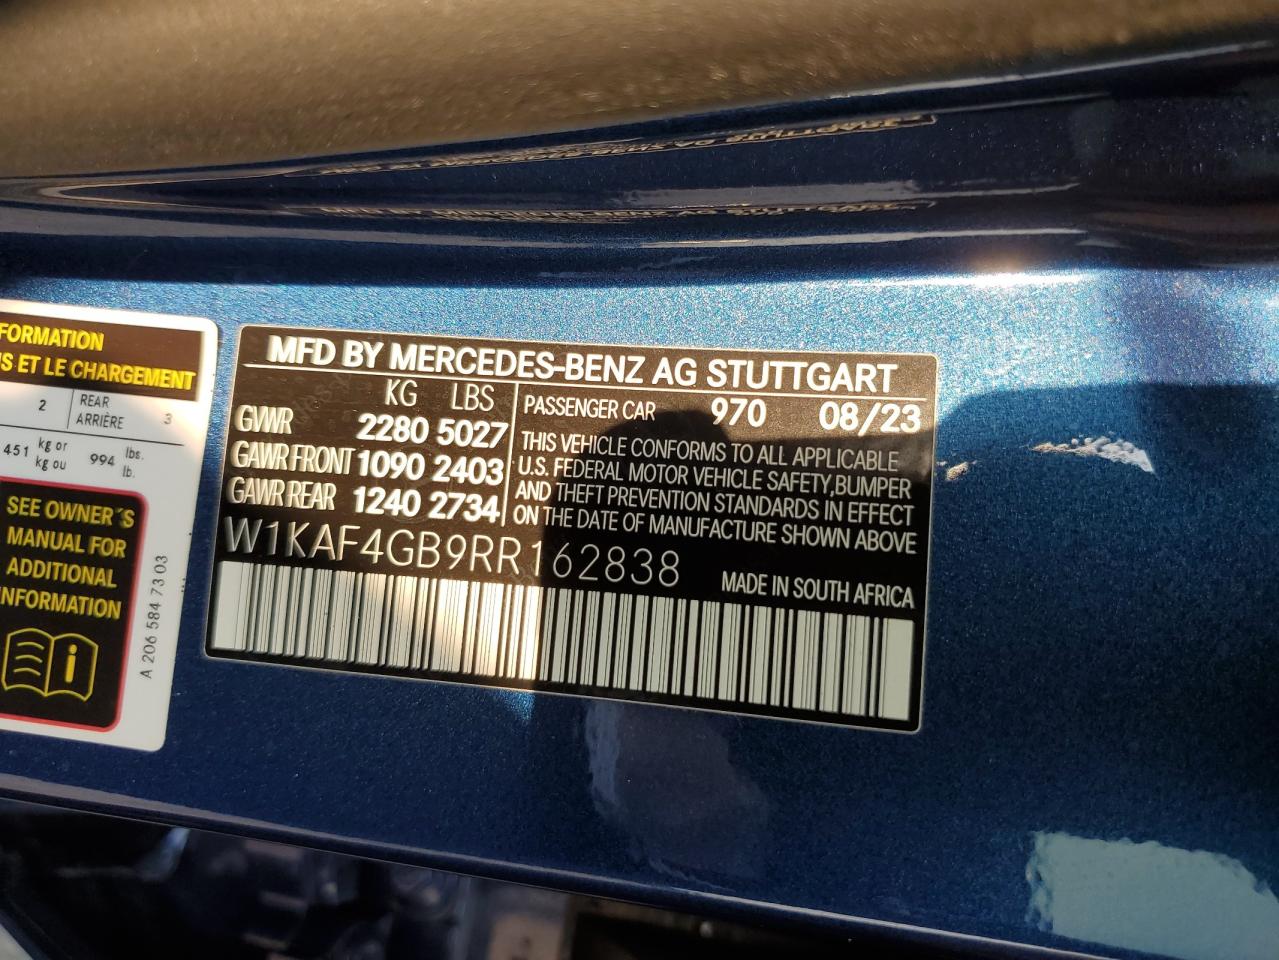 FORMATION
S ET LE CHARGEMENT
2 REAR ARRIÈRE 3
451 kg or kg ou 994 lbs. lb.
SEE OWNER´S
MANUAL FOR
ADDITIONAL
INFORMATION
A 206 584 73 03
MFD BY MERCEDES-BENZ AG STUTTGART
KG LBS
GVWR 2280 5027
GAWR FRONT 1090 2403
GAWR REAR 1240 2734
PASSENGER CAR 970 08/23
THIS VEHICLE CONFORMS TO ALL APPLICABLE
U.S. FEDERAL MOTOR VEHICLE SAFETY,BUMPER
AND THEFT PREVENTION STANDARDS IN EFFECT
ON THE DATE OF MANUFACTURE SHOWN ABOVE
W1KAF4GB9RR162838
MADE IN SOUTH AFRICA